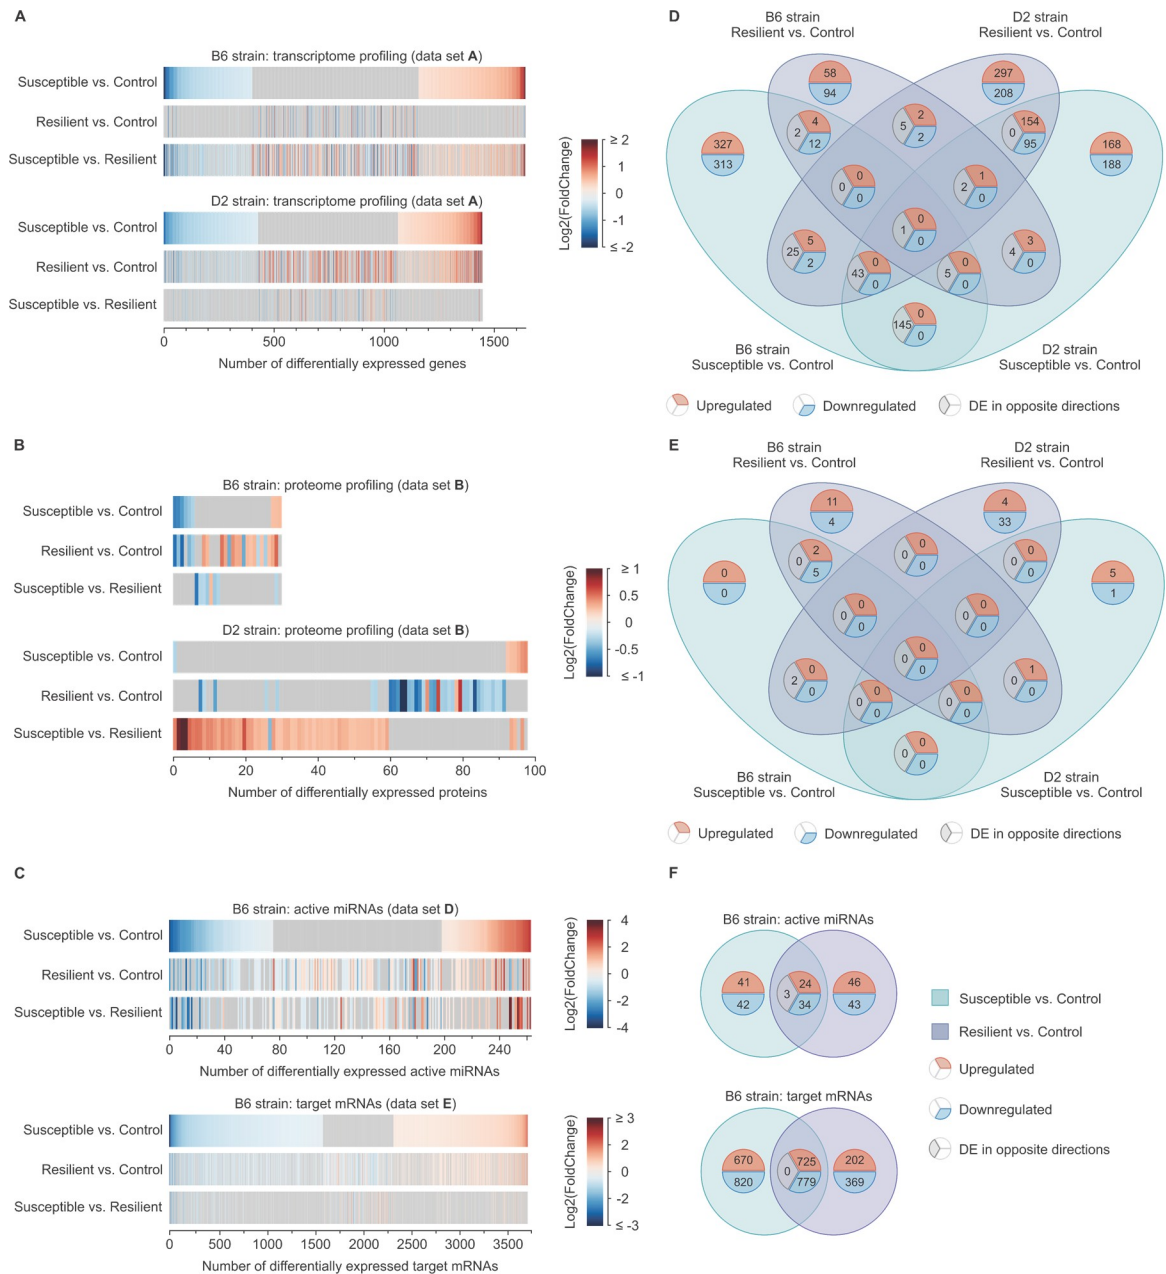 A
B6 strain: transcriptome profiling (data set A)
Susceptible vs. Control
Resilient vs. Control
Susceptible vs. Resilient
D2 strain: transcriptome profiling (data set A)
Susceptible vs. Control
Resilient vs. Control
Susceptible vs. Resilient
0 500 1000 1500
Number of differentially expressed genes
Log2(FoldChange)
≥ 2
1
0
-1
≤ -2
B
B6 strain: proteome profiling (data set B)
Susceptible vs. Control
Resilient vs. Control
Susceptible vs. Resilient
D2 strain: proteome profiling (data set B)
Susceptible vs. Control
Resilient vs. Control
Susceptible vs. Resilient
0 20 40 60 80 100
Number of differentially expressed proteins
Log2(FoldChange)
≥ 1
0.5
0
-0.5
≤ -1
C
B6 strain: active miRNAs (data set D)
Susceptible vs. Control
Resilient vs. Control
Susceptible vs. Resilient
0 40 80 120 160 200 240
Number of differentially expressed active miRNAs
Log2(FoldChange)
4
2
0
-2
-4
B6 strain: target mRNAs (data set E)
Susceptible vs. Control
Resilient vs. Control
Susceptible vs. Resilient
0 500 1000 1500 2000 2500 3000 3500
Number of differentially expressed target mRNAs
Log2(FoldChange)
≥ 3
2
0
-2
≤ -3
D
B6 strain
Resilient vs. Control
D2 strain
Resilient vs. Control
58
94
297
208
327
313
2 4
12
5 2
2
0 154
95
168
188
0 0
0
2 1
0
1 0
0
25 5
2
4 3
0
43 0
0
5 0
0
145 0
0
B6 strain
Susceptible vs. Control
D2 strain
Susceptible vs. Control
Upregulated
Downregulated
DE in opposite directions
E
B6 strain
Resilient vs. Control
D2 strain
Resilient vs. Control
11
4
4
33
0
0
0 2
5
0 0
0
0 0
0
5
1
0 0
0
0 0
0
0 0
0
2 0
0
0 1
0
0 0
0
0 0
0
0 0
0
B6 strain
Susceptible vs. Control
D2 strain
Susceptible vs. Control
Upregulated
Downregulated
DE in opposite directions
F
B6 strain: active miRNAs
41
42
3 24
34
46
43
B6 strain: target mRNAs
670
820
0 725
779
202
369
Susceptible vs. Control
Resilient vs. Control
Upregulated
Downregulated
DE in opposite directions